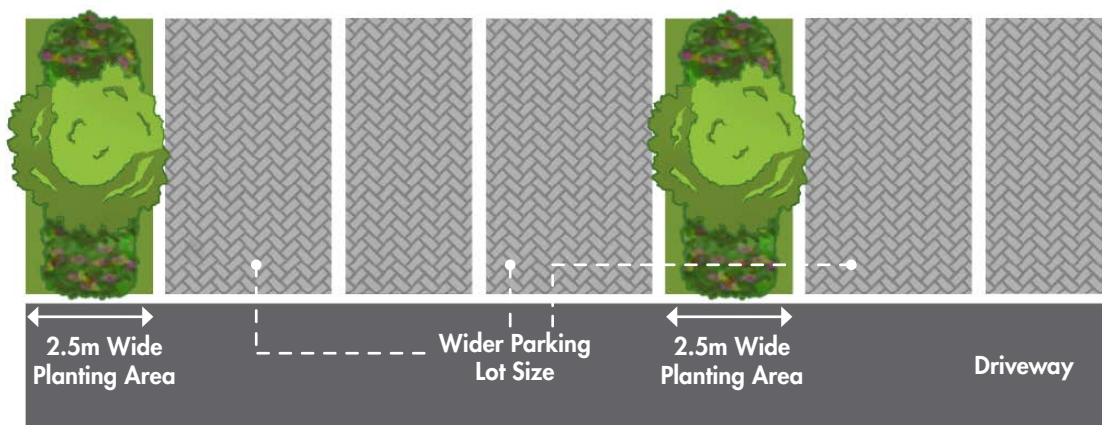 2.5m Wide
Planting Area
Wider Parking
Lot Size
2.5m Wide
Planting Area
Driveway